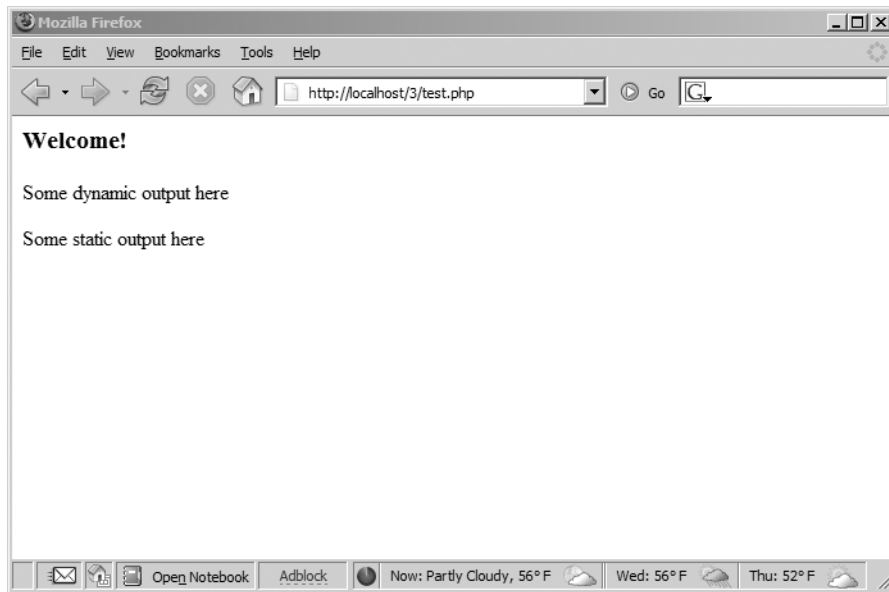 Mozilla Firefox
File Edit View Bookmarks Tools Help
http://localhost/3/test.php Go G
Welcome!
Some dynamic output here
Some static output here
Open Notebook Adblock Now: Partly Cloudy, 56° F Wed: 56° F Thu: 52° F